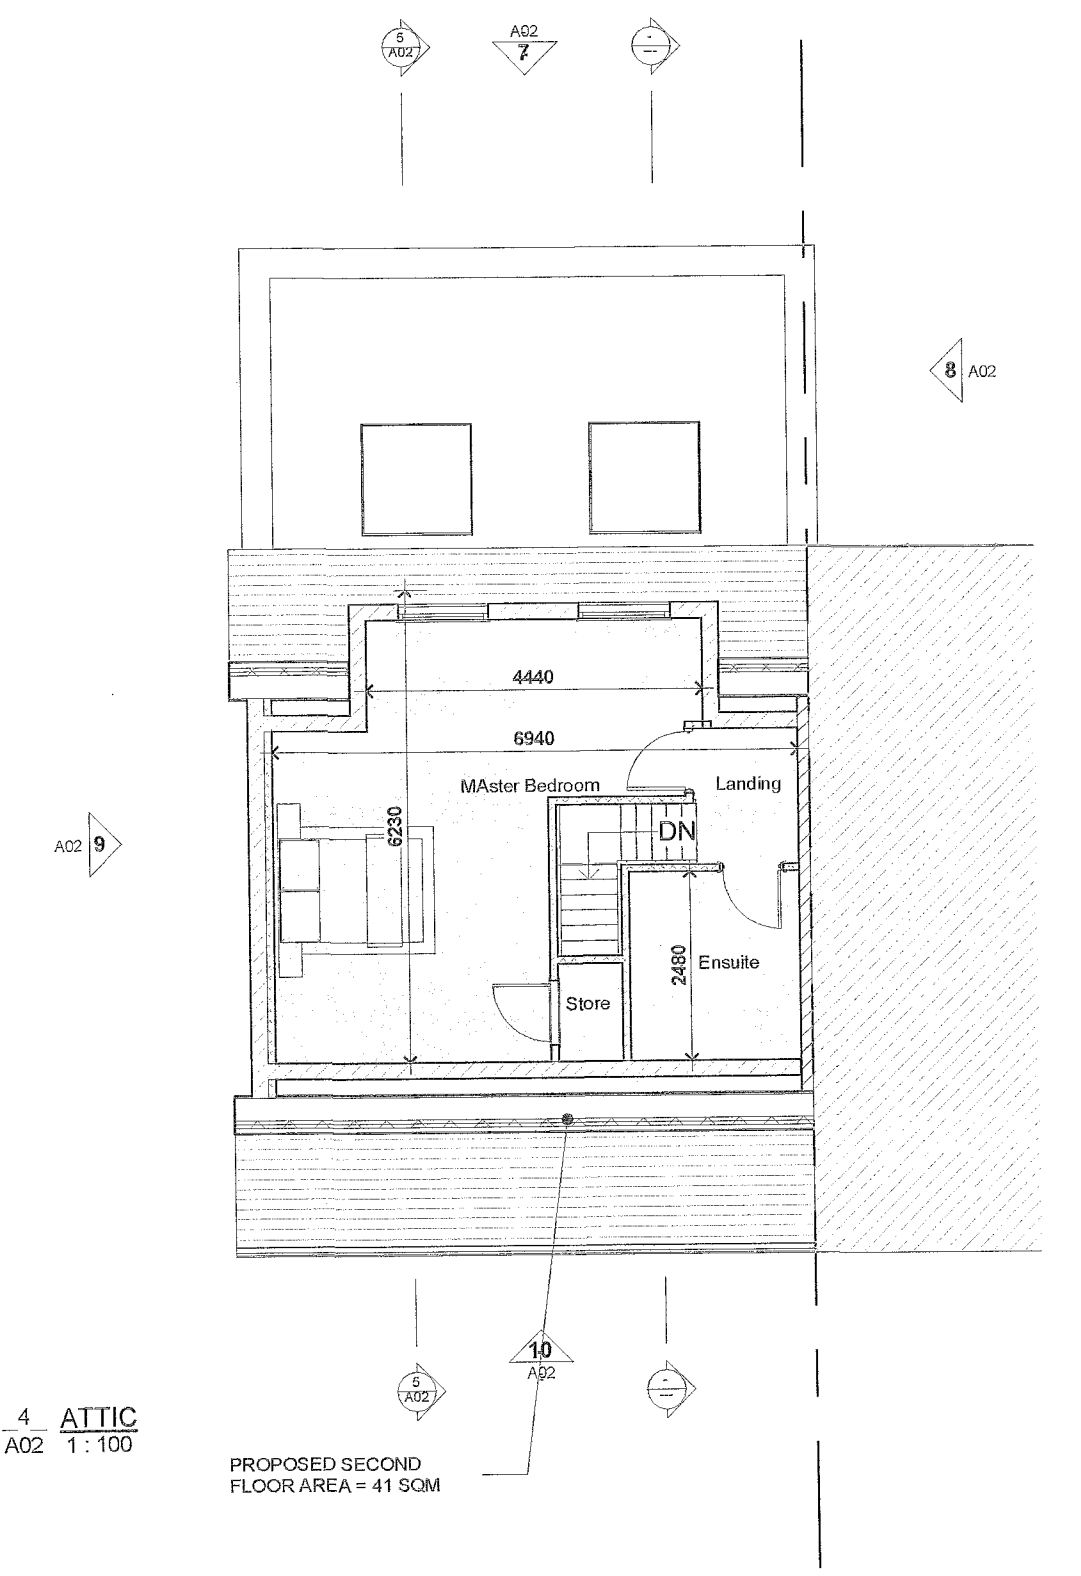 5
A02
A02
7
-
---
8 A02
4440
6940
MAster Bedroom
Landing
6230
DN
A02 9
2480
Ensuite
Store
10
A02
5
A02
-
---
4 ATTIC
A02 1 : 100
PROPOSED SECOND
FLOOR AREA = 41 SQM